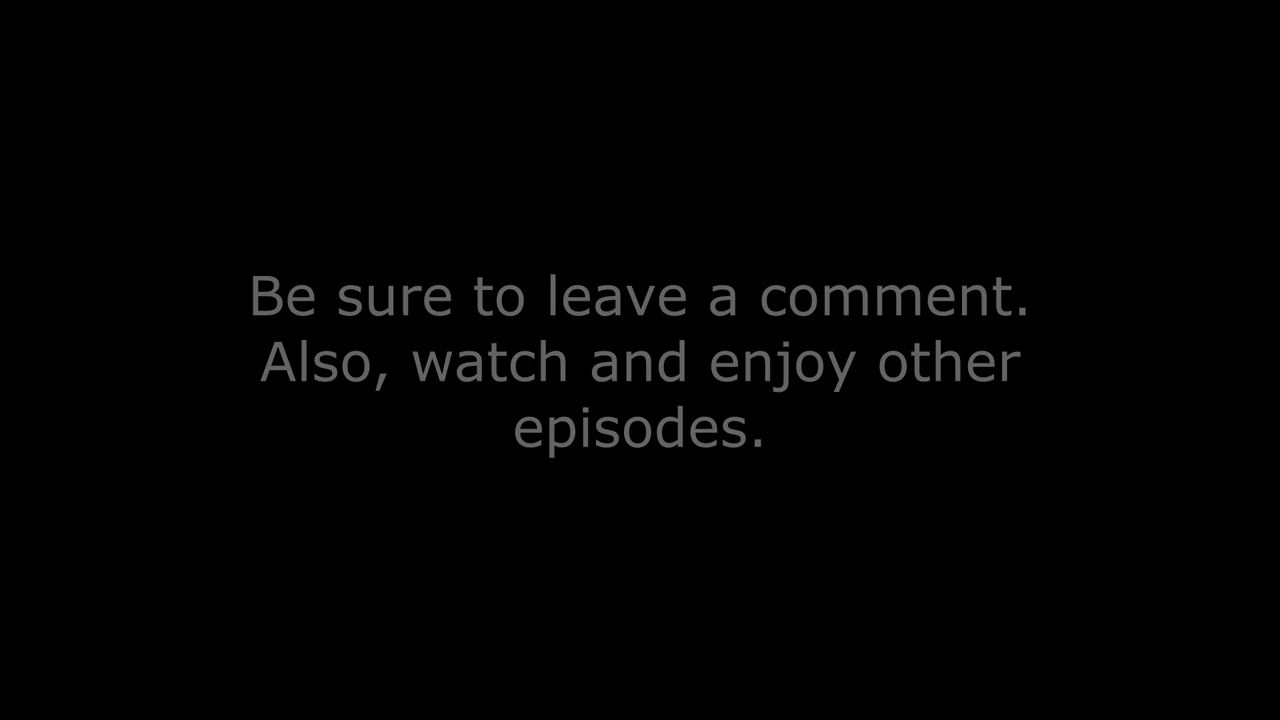 Be sure to leave a comment.
Also, watch and enjoy other
episodes.